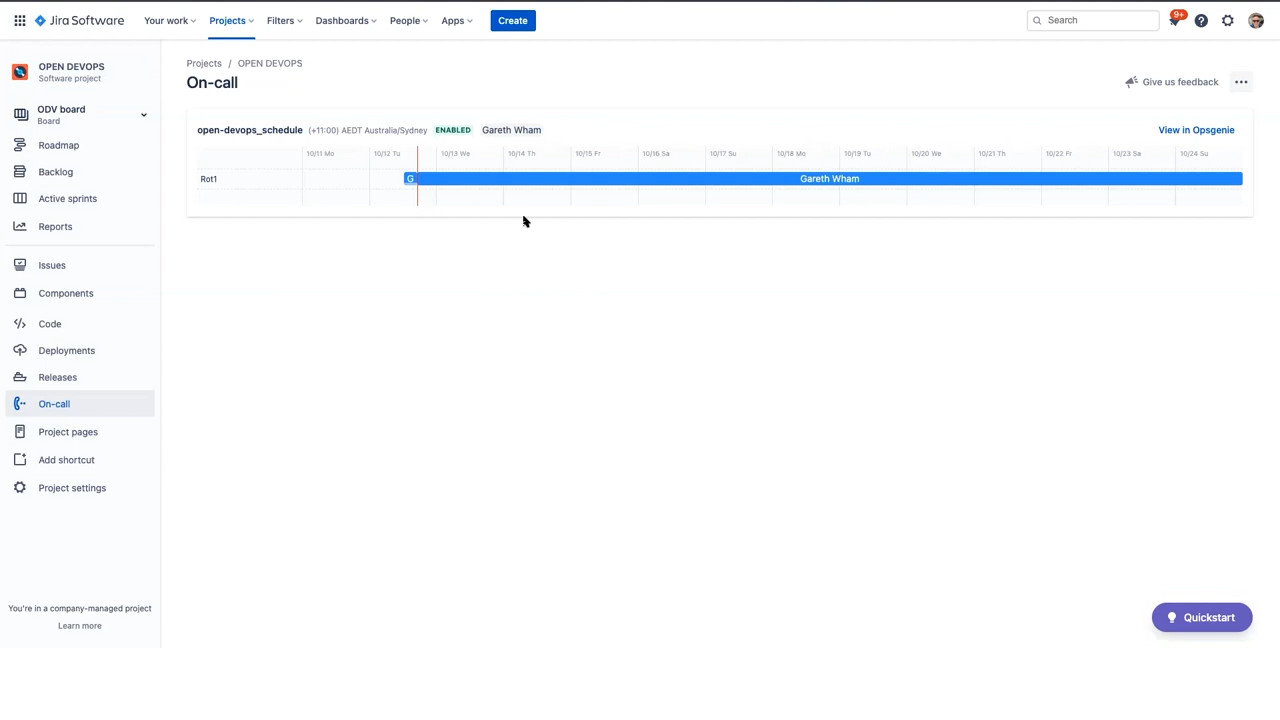 Jira Software
Your work
Projects
Filters
Dashboards
People
Apps
Create
Search
9+
OPEN DEVOPS
Software project
ODV board
Board
Roadmap
Backlog
Active sprints
Reports
Issues
Components
Code
Deployments
Releases
On-call
Project pages
Add shortcut
Project settings
You're in a company-managed project
Learn more
Projects / OPEN DEVOPS
On-call
Give us feedback
open-devops_schedule (+11:00) AEDT Australia/Sydney ENABLED Gareth Wham
View in Opsgenie
10/11 Mo 10/12 Tu 10/13 We 10/14 Th 10/15 Fr 10/16 Sa 10/17 Su 10/18 Mo 10/19 Tu 10/20 We 10/21 Th 10/22 Fr 10/23 Sa 10/24 Su
Rot1 G Gareth Wham
Quickstart